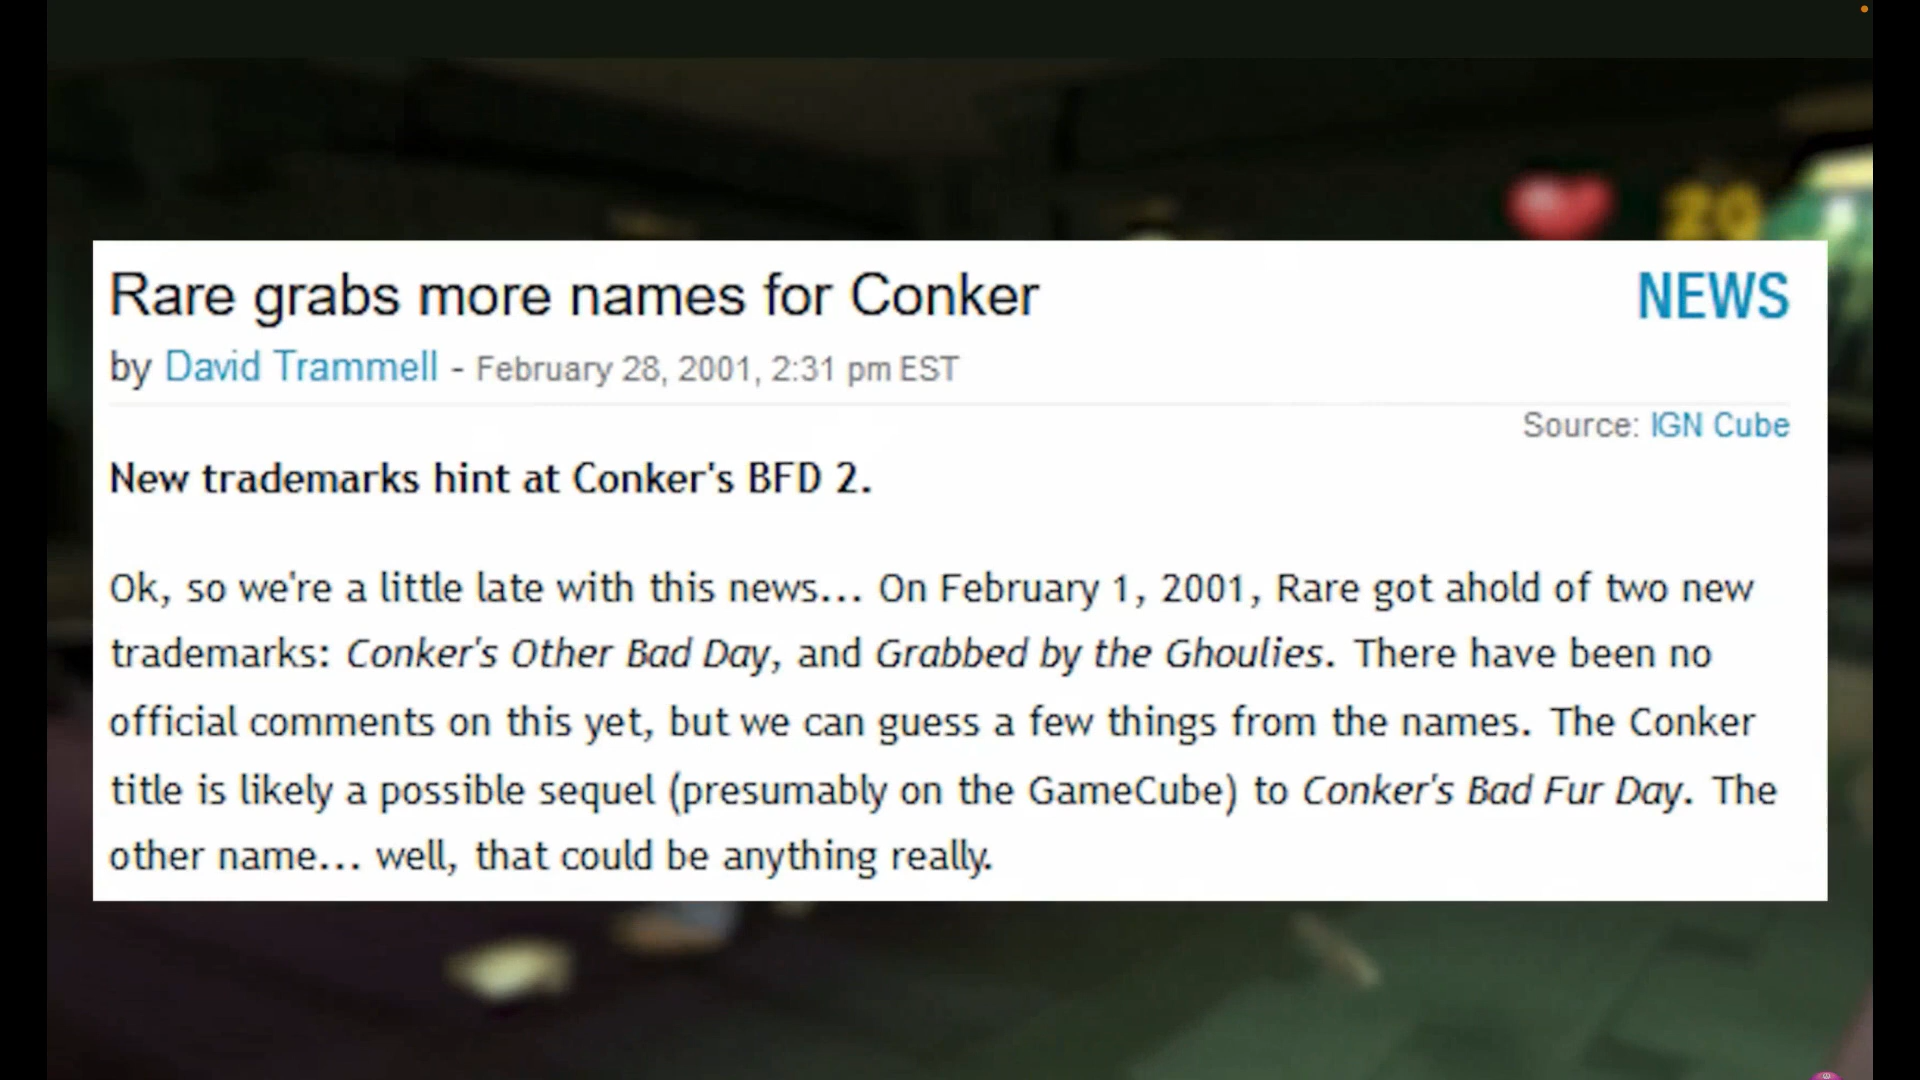 20
Rare grabs more names for Conker
NEWS
by David Trammell - February 28, 2001, 2:31 pm EST
Source: IGN Cube
New trademarks hint at Conker's BFD 2.
Ok, so we're a little late with this news... On February 1, 2001, Rare got ahold of two new
trademarks: Conker's Other Bad Day, and Grabbed by the Ghoulies. There have been no
official comments on this yet, but we can guess a few things from the names. The Conker
title is likely a possible sequel (presumably on the GameCube) to Conker's Bad Fur Day. The
other name... well, that could be anything really.